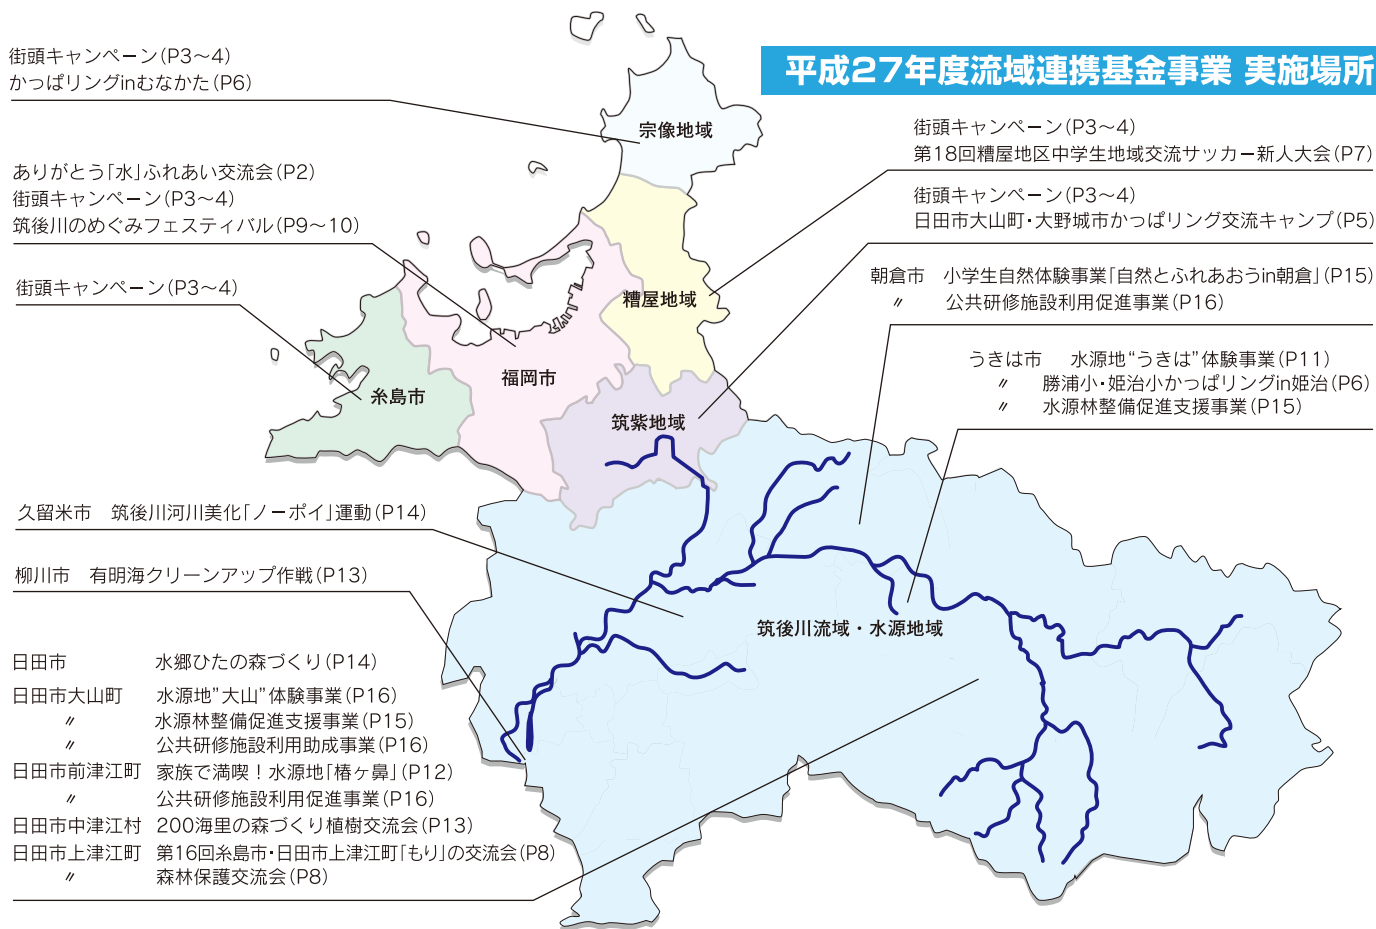 平成27年度流域連携基金事業 実施場所
街頭キャンペーン(P3〜4)
かっぱリングinむなかた(P6)
ありがとう「水」ふれあい交流会(P2)
街頭キャンペーン(P3〜4)
筑後川のめぐみフェスティバル(P9〜10)
街頭キャンペーン(P3〜4)
街頭キャンペーン(P3〜4)
第18回糟屋地区中学生地域交流サッカー新人大会(P7)
街頭キャンペーン(P3〜4)
日田市大山町・大野城市かっぱリング交流キャンプ(P5)
朝倉市 小学生自然体験事業「自然とふれあおうin朝倉」(P15)
〃 公共研修施設利用促進事業(P16)
うきは市 水源地“うきは”体験事業(P11)
〃 勝浦小・姫治小かっぱリングin姫治(P6)
〃 水源林整備促進支援事業(P15)
宗像地域
糟屋地域
福岡市
糸島市
筑紫地域
筑後川流域・水源地域
久留米市 筑後川河川美化「ノーポイ」運動(P14)
柳川市 有明海クリーンアップ作戦(P13)
日田市 水郷ひたの森づくり(P14)
日田市大山町 水源地”大山”体験事業(P16)
〃 水源林整備促進支援事業(P15)
〃 公共研修施設利用助成事業(P16)
日田市前津江町 家族で満喫！水源地「椿ヶ鼻」(P12)
〃 公共研修施設利用促進事業(P16)
日田市中津江村 200海里の森づくり植樹交流会(P13)
日田市上津江町 第16回糸島市・日田市上津江町「もり」の交流会(P8)
〃 森林保護交流会(P8)